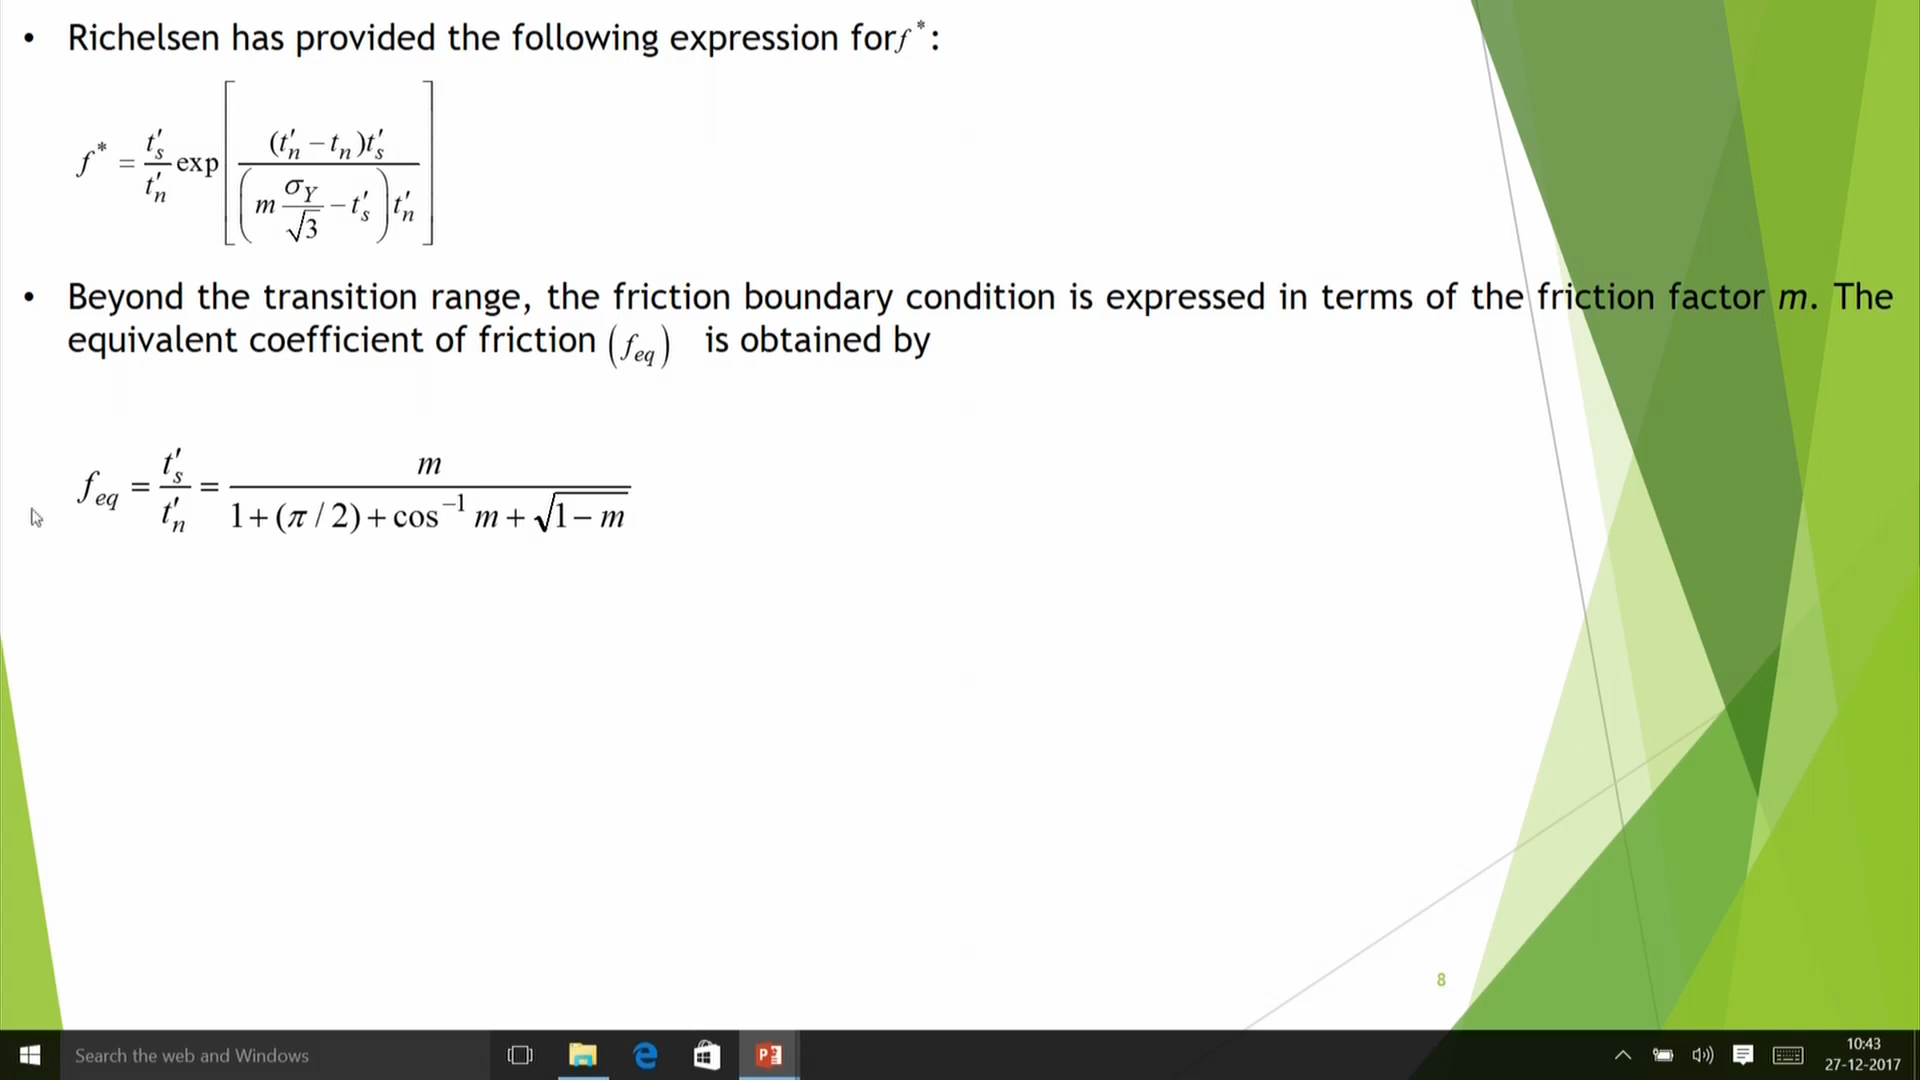 • Richelsen has provided the following expression for f*:
f* = t′s/t′n exp[(t′n − tn)t′s / ((m σY/√3 − t′s) t′n)]
• Beyond the transition range, the friction boundary condition is expressed in terms of the friction factor m. The
equivalent coefficient of friction (feq) is obtained by
feq = t′s/t′n = m / (1+(π / 2)+cos⁻¹ m+√(1− m))
8
Search the web and Windows
10:43
27-12-2017